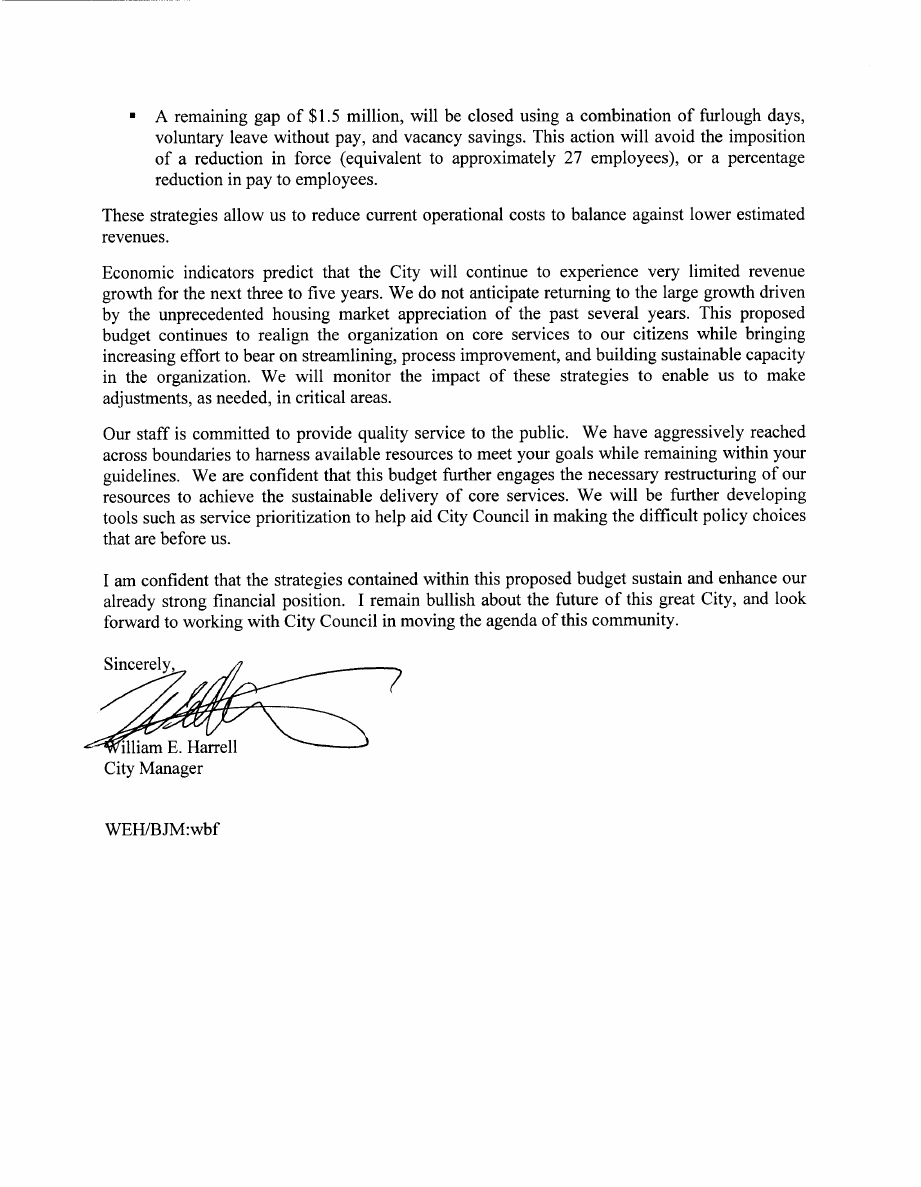 ▪ A remaining gap of $1.5 million, will be closed using a combination of furlough days,
voluntary leave without pay, and vacancy savings. This action will avoid the imposition
of a reduction in force (equivalent to approximately 27 employees), or a percentage
reduction in pay to employees.
These strategies allow us to reduce current operational costs to balance against lower estimated
revenues.
Economic indicators predict that the City will continue to experience very limited revenue
growth for the next three to five years. We do not anticipate returning to the large growth driven
by the unprecedented housing market appreciation of the past several years. This proposed
budget continues to realign the organization on core services to our citizens while bringing
increasing effort to bear on streamlining, process improvement, and building sustainable capacity
in the organization. We will monitor the impact of these strategies to enable us to make
adjustments, as needed, in critical areas.
Our staff is committed to provide quality service to the public.  We have aggressively reached
across boundaries to harness available resources to meet your goals while remaining within your
guidelines.  We are confident that this budget further engages the necessary restructuring of our
resources to achieve the sustainable delivery of core services. We will be further developing
tools such as service prioritization to help aid City Council in making the difficult policy choices
that are before us.
I am confident that the strategies contained within this proposed budget sustain and enhance our
already strong financial position.  I remain bullish about the future of this great City, and look
forward to working with City Council in moving the agenda of this community.
Sincerely,
William E. Harrell
City Manager
WEH/BJM:wbf